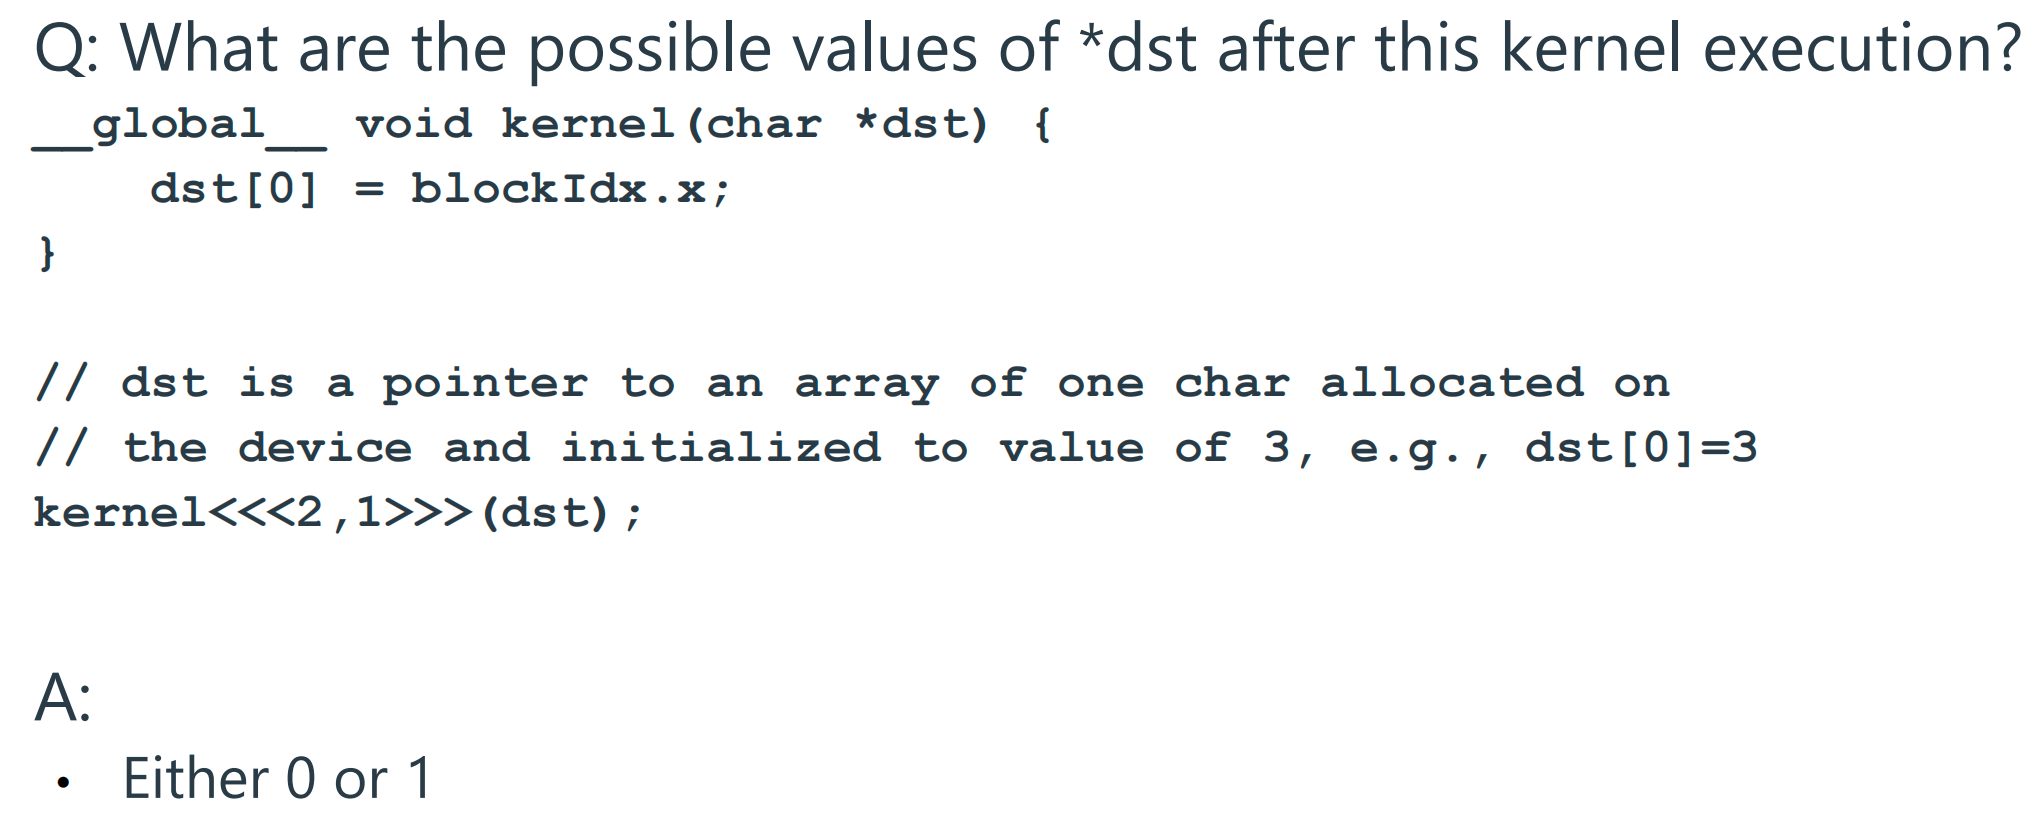 Q: What are the possible values of *dst after this kernel execution?
__global__ void kernel(char *dst) {
    dst[0] = blockIdx.x;
}
// dst is a pointer to an array of one char allocated on
// the device and initialized to value of 3, e.g., dst[0]=3
kernel<<<2,1>>>(dst);
A:
• Either 0 or 1